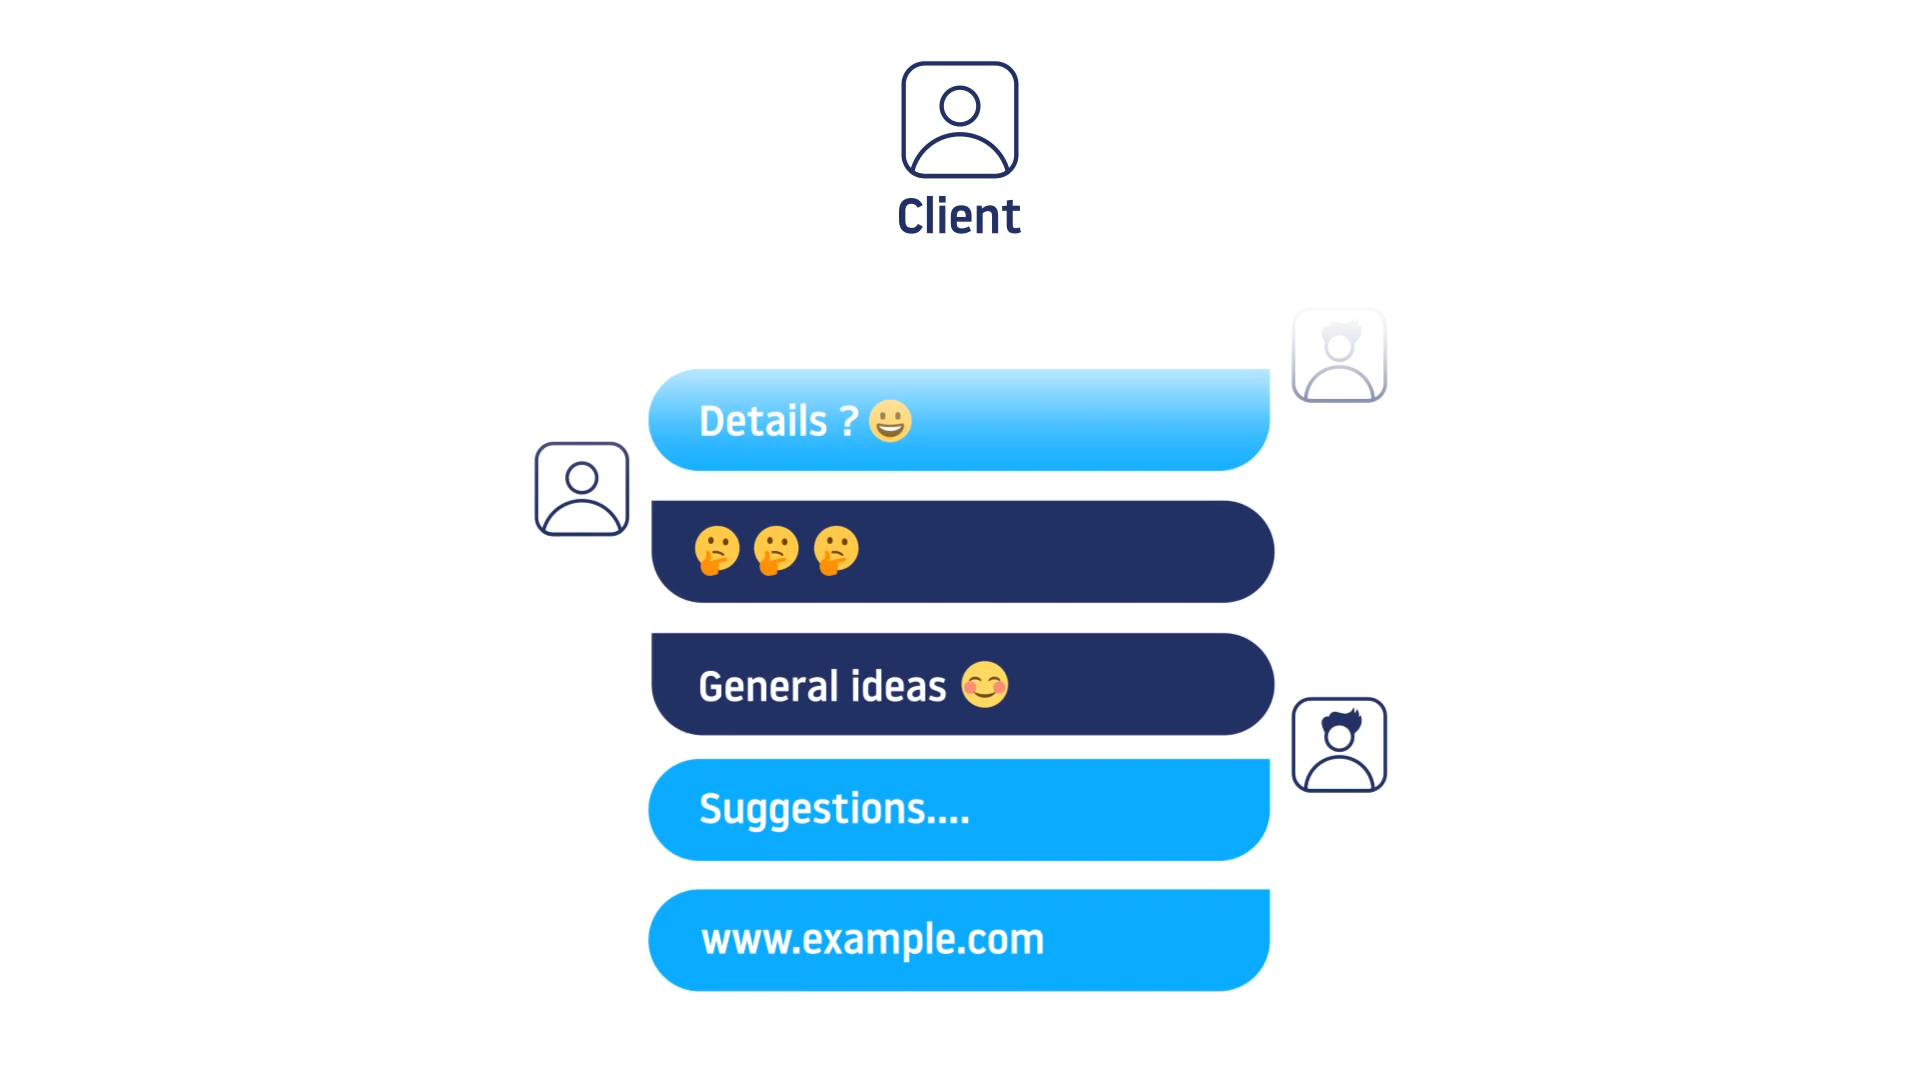 Client
Details ? 😀
🤔 🤔 🤔
General ideas 😊
Suggestions....
www.example.com